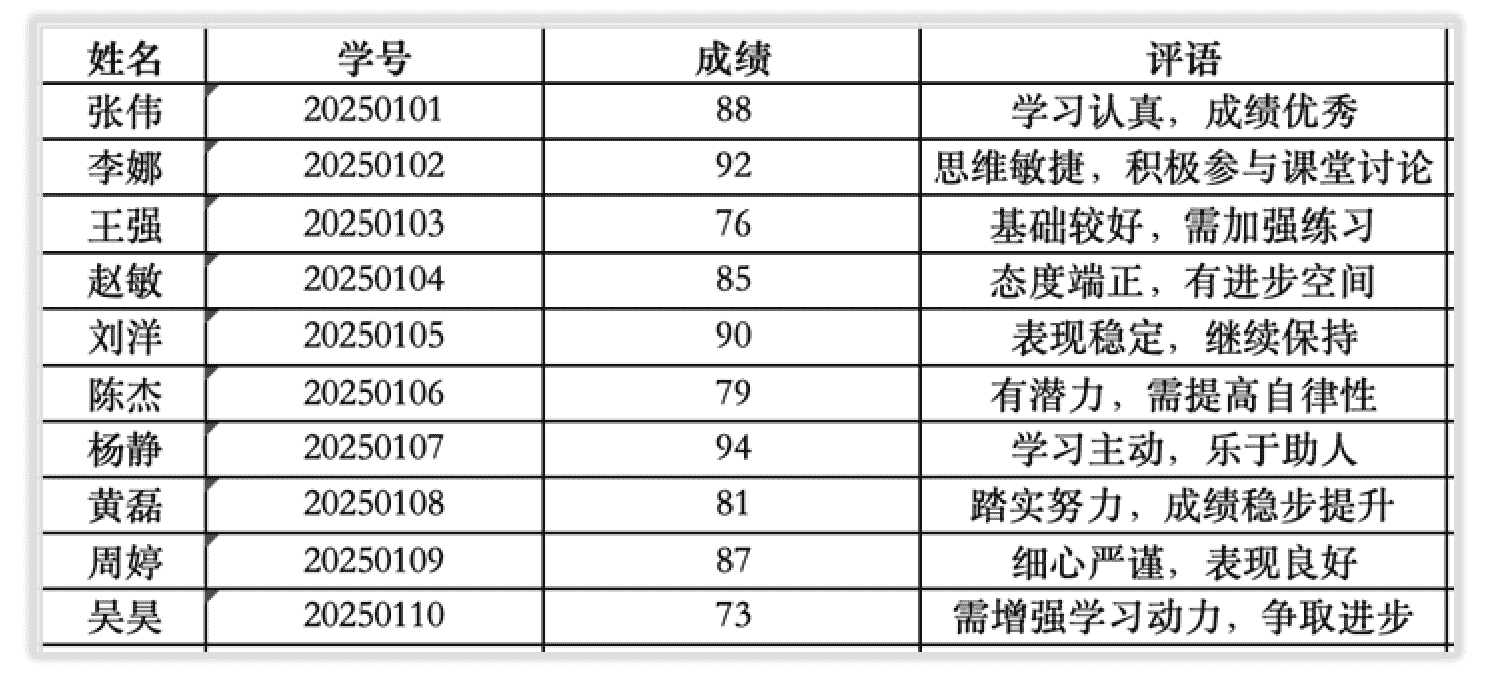 姓名 学号 成绩 评语
张伟 20250101 88 学习认真，成绩优秀
李娜 20250102 92 思维敏捷，积极参与课堂讨论
王强 20250103 76 基础较好，需加强练习
赵敏 20250104 85 态度端正，有进步空间
刘洋 20250105 90 表现稳定，继续保持
陈杰 20250106 79 有潜力，需提高自律性
杨静 20250107 94 学习主动，乐于助人
黄磊 20250108 81 踏实努力，成绩稳步提升
周婷 20250109 87 细心严谨，表现良好
吴昊 20250110 73 需增强学习动力，争取进步